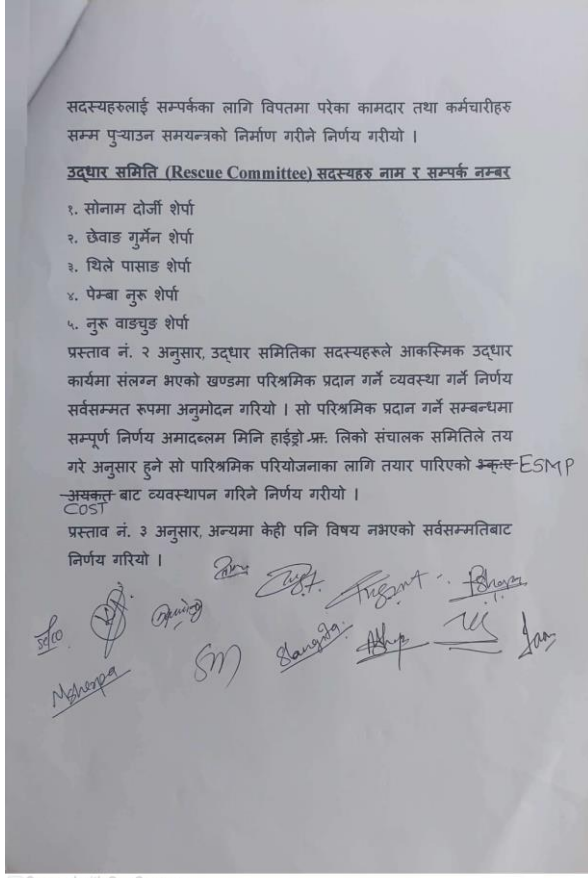 सदस्यहरुलाई सम्पर्कका लागि विपतमा परेका कामदार तथा कर्मचारीहरु
सम्म पुऱ्याउन समयन्त्रको निर्माण गरीने निर्णय गरीयो ।
उद्धार समिति (Rescue Committee) सदस्यहरु नाम र सम्पर्क नम्बर
१. सोनाम दोर्जी शेर्पा
२. छेवाङ गुर्मेन शेर्पा
३. थिले पासाङ शेर्पा
४. पेम्बा नुरू शेर्पा
५. नुरू वाङचुङ शेर्पा
प्रस्ताव नं. २ अनुसार, उद्धार समितिका सदस्यहरूले आकस्मिक उद्धार
कार्यमा संलग्न भएको खण्डमा परिश्रमिक प्रदान गर्ने व्यवस्था गर्ने निर्णय
सर्वसम्मत रूपमा अनुमोदन गरियो । सो परिश्रमिक प्रदान गर्ने सम्बन्धमा
सम्पूर्ण निर्णय अमादब्लम मिनि हाईड्रो प्रा. लिको संचालक समितिले तय
गरे अनुसार हुने सो पारिश्रमिक परियोजनाका लागि तयार पारिएको ESMP
COST बाट व्यवस्थापन गरिने निर्णय गरीयो ।
प्रस्ताव नं. ३ अनुसार, अन्यमा केही पनि विषय नभएको सर्वसम्मतिबाट
निर्णय गरियो ।
Msherpa
SM